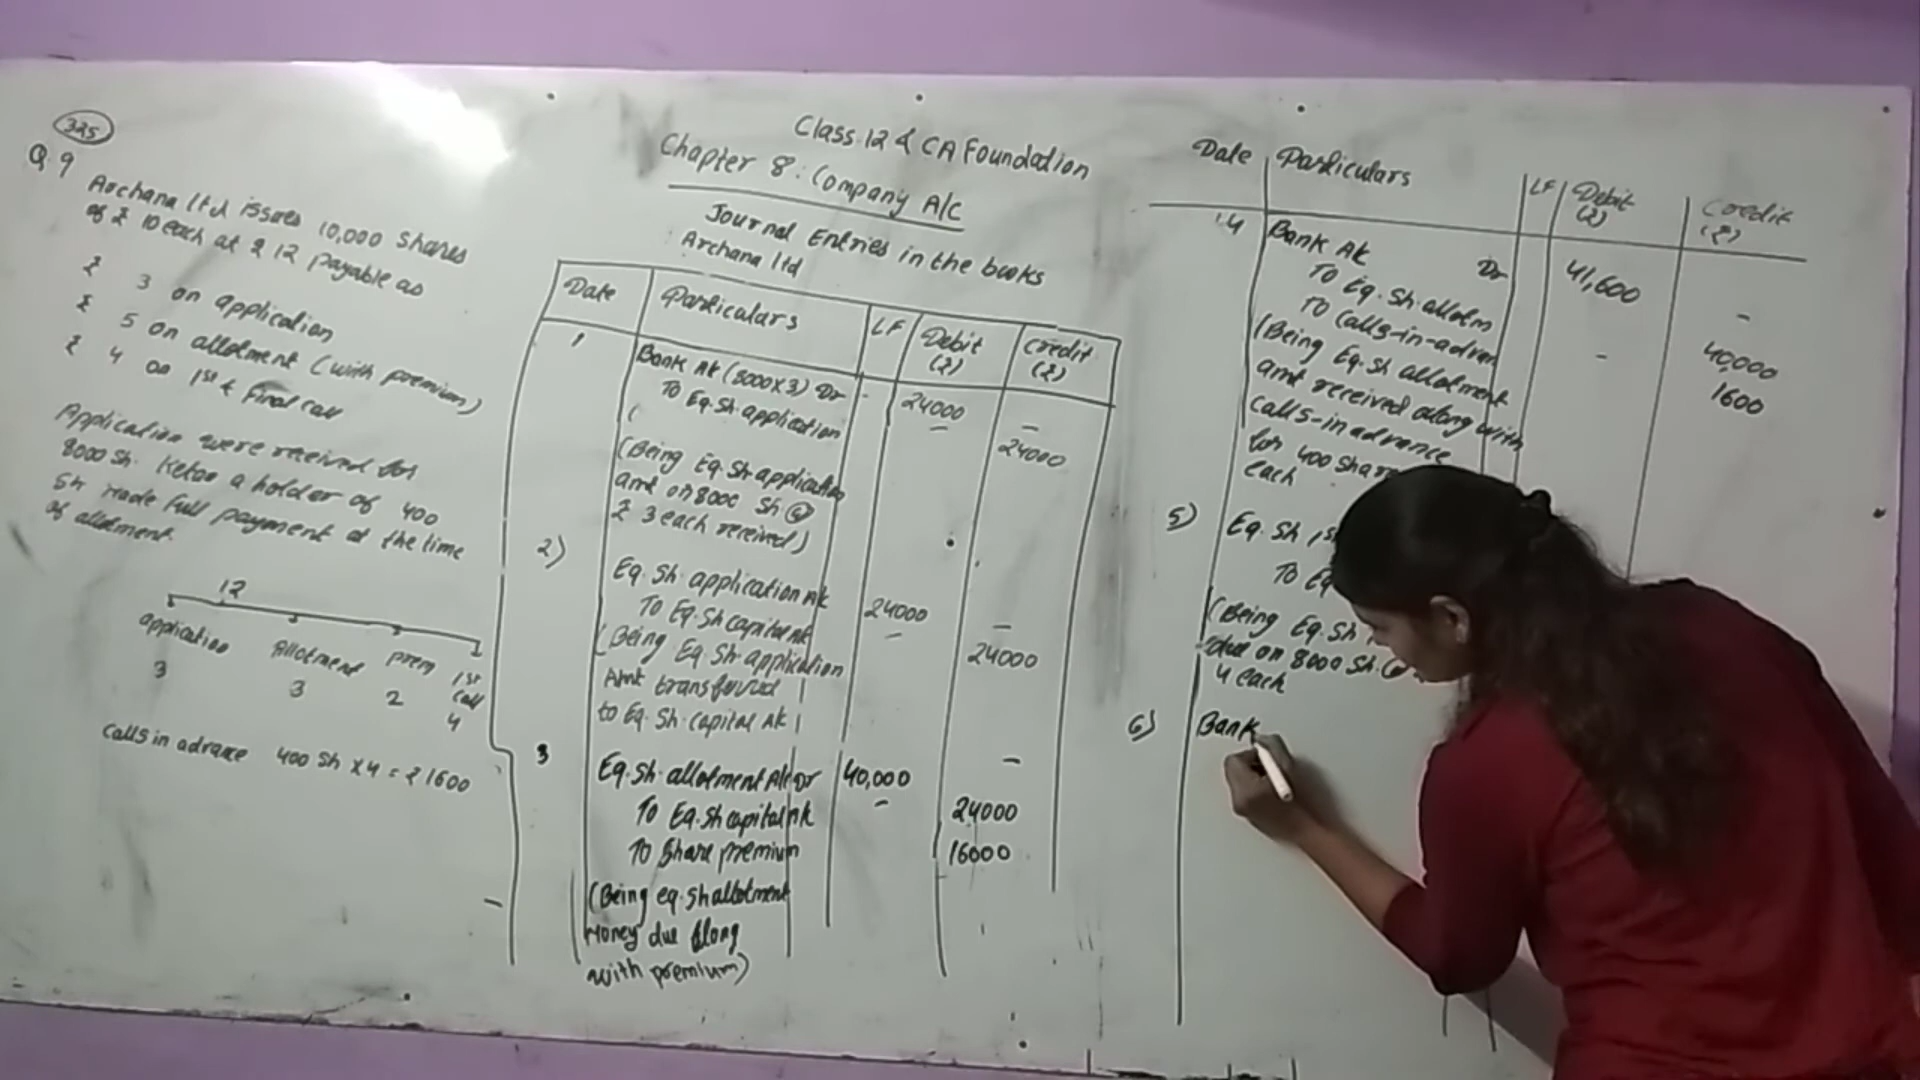 325
Q.9 Archana ltd issues 10,000 shares
of ₹ 10 each at ₹ 12 payable as
₹ 3 on application
₹ 5 on allotment (with premium)
₹ 4 on 1st & Final call
Application were received for
8000 Sh. Ketan a holder of 400
Sh made full payment at the time
of allotment.
12
application Allotment prem 1st call
3 3 2 4
Calls in advance 400 Sh x 4 = ₹ 1600
Class 12 & CA Foundation
Chapter 8: Company A/c
Journal Entries in the books
Archana ltd
Date Particulars LF Debit (₹) Credit (₹)
1 Bank A/c (8000x3) Dr 24000 -
To Eq. Sh. application 24000
(
(Being Eq. Sh application
amt on 8000 Sh @
₹ 3 each received)
2) Eq. Sh. application A/c 24000 -
To Eq. Sh capital A/c 24000
(Being Eq. Sh application
Amt transferred
to Eq. Sh. capital A/c
3 Eq. Sh. allotment A/c Dr 40,000 -
To Eq. Sh capital A/c 24000
To Share premium 16000
(Being eq. sh allotment
Money due along
with premium)
Date Particulars LF Debit (₹) Credit (₹)
4 Bank A/c Dr 41,600 -
To Eq. Sh. allotm - 40,000
To Calls-in-advan 1600
(Being Eq. Sh allotment
amt received along with
calls-in advance
for 400 share
each
5) Eq. Sh 1s
To Eq
(Being Eq. Sh
due on 8000 Sh. @
4 each
6) Bank